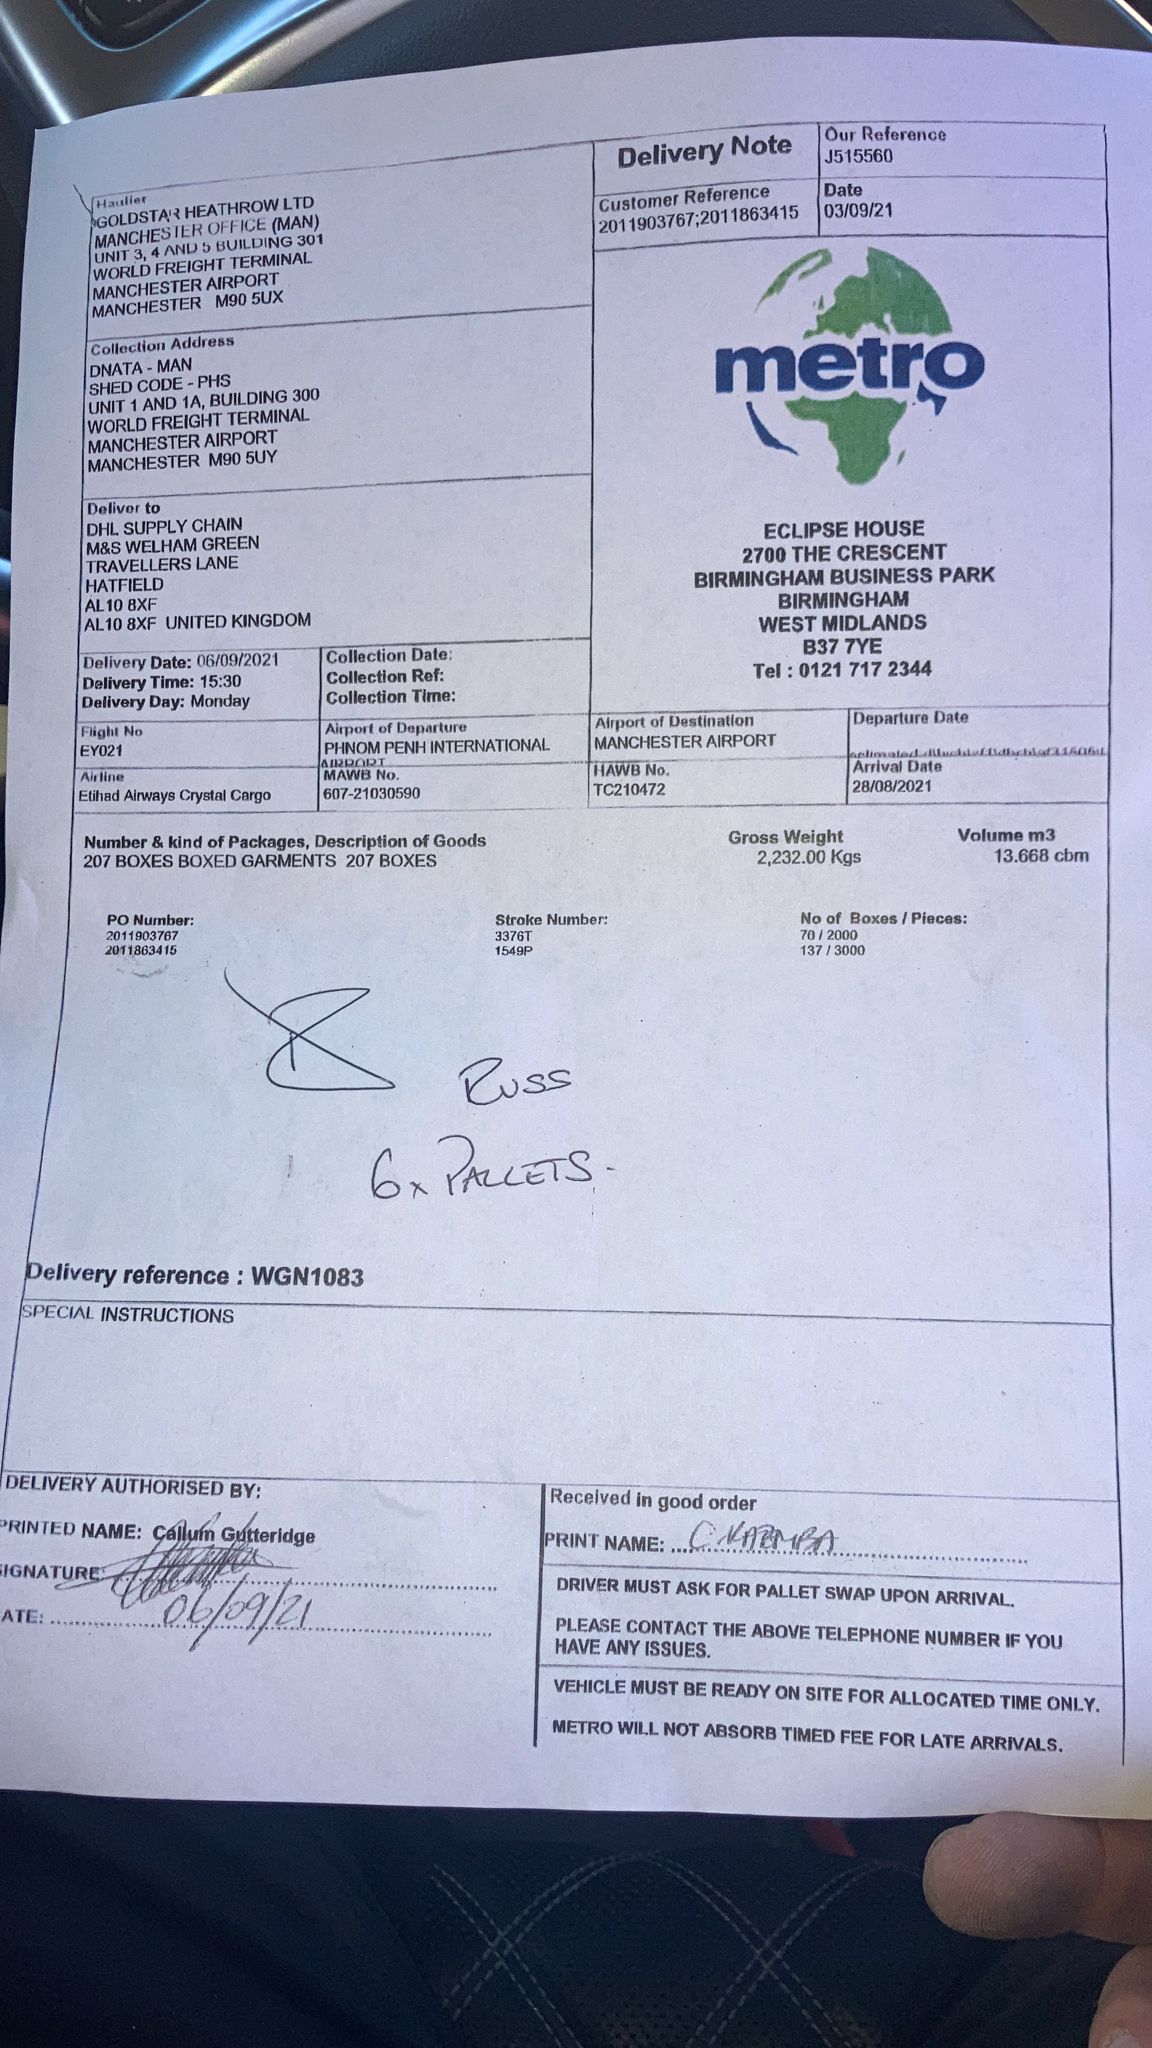 Delivery Note
Our Reference
J515560
Customer Reference
2011903767;2011863415
Date
03/09/21
Haulier
GOLDSTAR HEATHROW LTD
MANCHESTER OFFICE (MAN)
UNIT 3, 4 AND 5 BUILDING 301
WORLD FREIGHT TERMINAL
MANCHESTER AIRPORT
MANCHESTER M90 5UX
Collection Address
DNATA - MAN
SHED CODE - PHS
UNIT 1 AND 1A, BUILDING 300
WORLD FREIGHT TERMINAL
MANCHESTER AIRPORT
MANCHESTER M90 5UY
metro
Deliver to
DHL SUPPLY CHAIN
M&S WELHAM GREEN
TRAVELLERS LANE
HATFIELD
AL10 8XF
AL10 8XF UNITED KINGDOM
ECLIPSE HOUSE
2700 THE CRESCENT
BIRMINGHAM BUSINESS PARK
BIRMINGHAM
WEST MIDLANDS
B37 7YE
Tel : 0121 717 2344
Delivery Date: 06/09/2021
Delivery Time: 15:30
Delivery Day: Monday
Collection Date:
Collection Ref:
Collection Time:
Flight No
EY021
Airport of Departure
PHNOM PENH INTERNATIONAL
AIRPORT
Airport of Destination
MANCHESTER AIRPORT
Departure Date
Airline
Etihad Airways Crystal Cargo
MAWB No.
607-21030590
HAWB No.
TC210472
Arrival Date
28/08/2021
Number & kind of Packages, Description of Goods
207 BOXES BOXED GARMENTS 207 BOXES
Gross Weight
2,232.00 Kgs
Volume m3
13.668 cbm
PO Number:
2011903767
2011863415
Stroke Number:
3376T
1549P
No of Boxes / Pieces:
70 / 2000
137 / 3000
Russ
6x PALLETS.
Delivery reference : WGN1083
SPECIAL INSTRUCTIONS
DELIVERY AUTHORISED BY:
PRINTED NAME: Callum Gutteridge
SIGNATURE:
ATE: 06/09/21
Received in good order
PRINT NAME: C
DRIVER MUST ASK FOR PALLET SWAP UPON ARRIVAL.
PLEASE CONTACT THE ABOVE TELEPHONE NUMBER IF YOU
HAVE ANY ISSUES.
VEHICLE MUST BE READY ON SITE FOR ALLOCATED TIME ONLY.
METRO WILL NOT ABSORB TIMED FEE FOR LATE ARRIVALS.